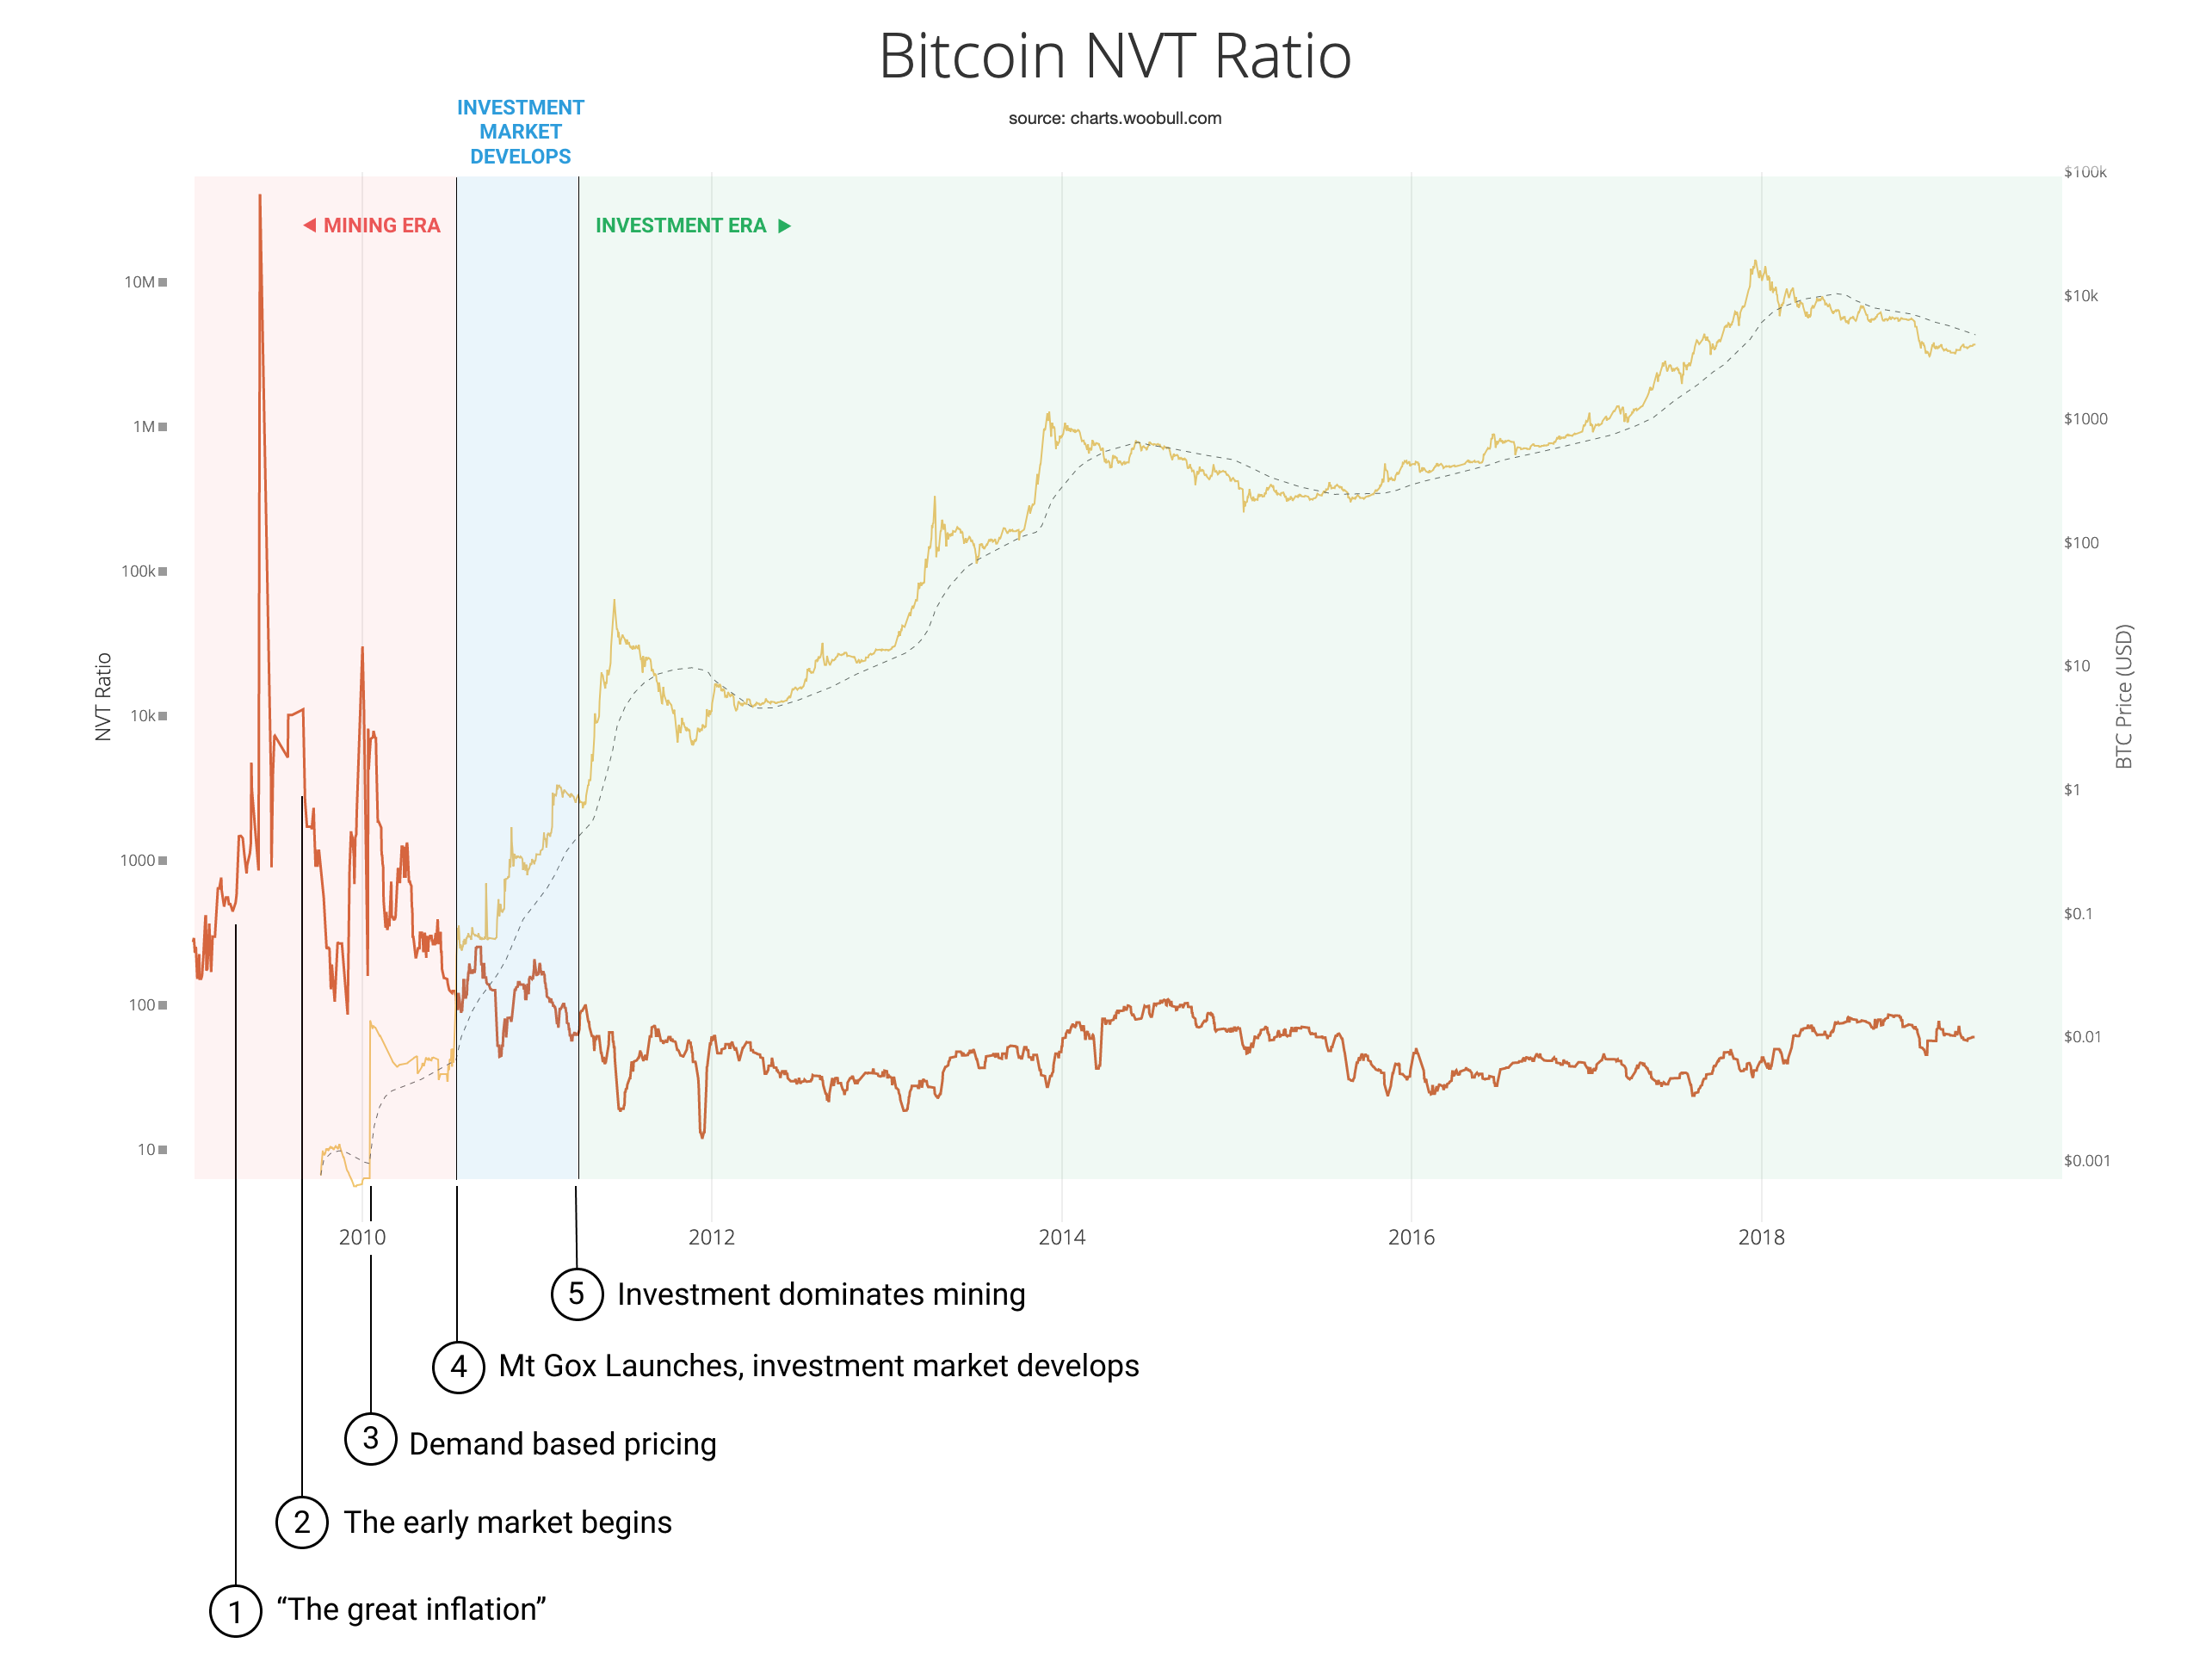 Bitcoin NVT Ratio
source: charts.woobull.com
INVESTMENT
MARKET
DEVELOPS
◀ MINING ERA
INVESTMENT ERA ▶
10M
1M
100k
10k
1000
100
10
NVT Ratio
$100k
$10k
$1000
$100
$10
$1
$0.1
$0.01
$0.001
BTC Price (USD)
2010
2012
2014
2016
2018
5 Investment dominates mining
4 Mt Gox Launches, investment market develops
3 Demand based pricing
2 The early market begins
1 “The great inflation”